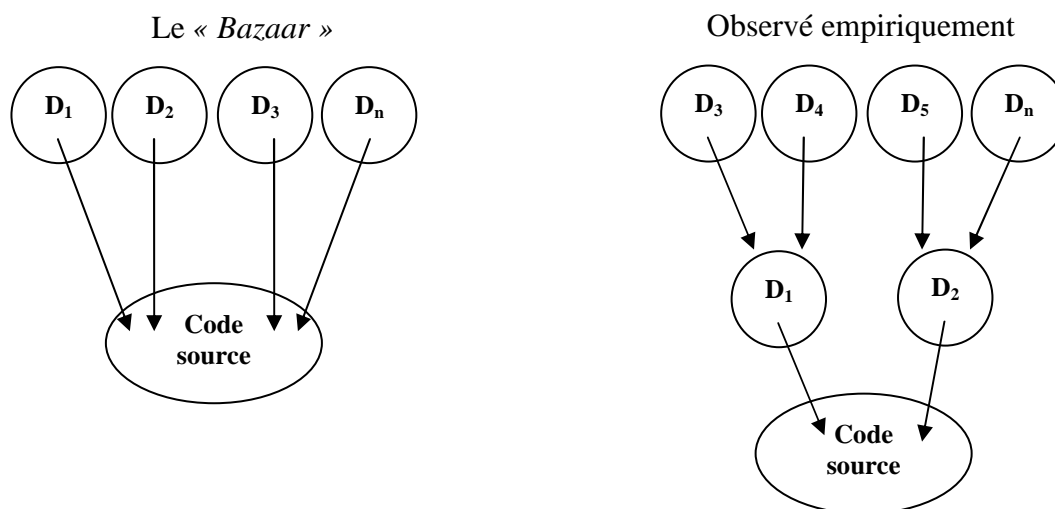 Le « Bazaar »
D1 D2 D3 Dn
Code
source
Observé empiriquement
D3 D4 D5 Dn
D1 D2
Code
source